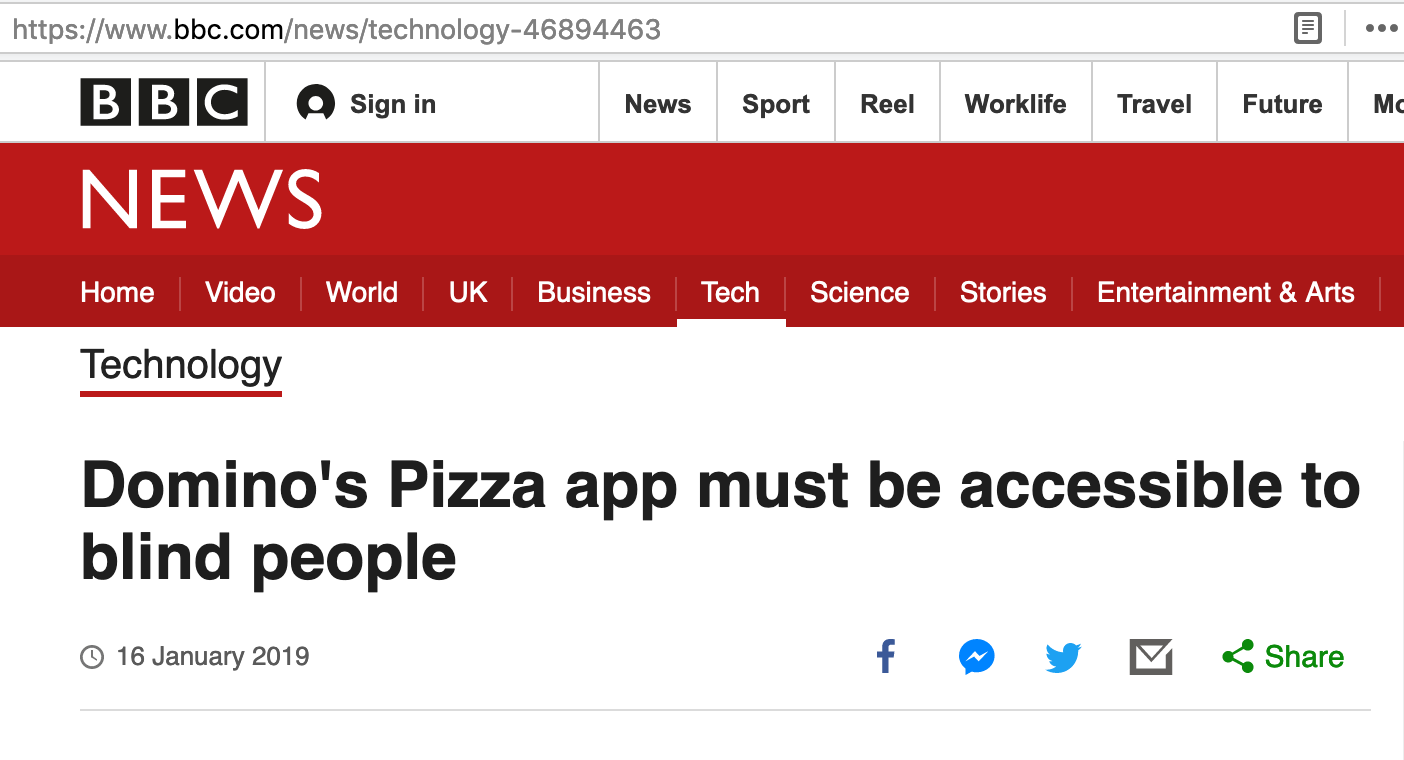 https://www.bbc.com/news/technology-46894463
BBC Sign in News Sport Reel Worklife Travel Future
NEWS
Home Video World UK Business Tech Science Stories Entertainment & Arts
Technology
Domino's Pizza app must be accessible to
blind people
16 January 2019 Share